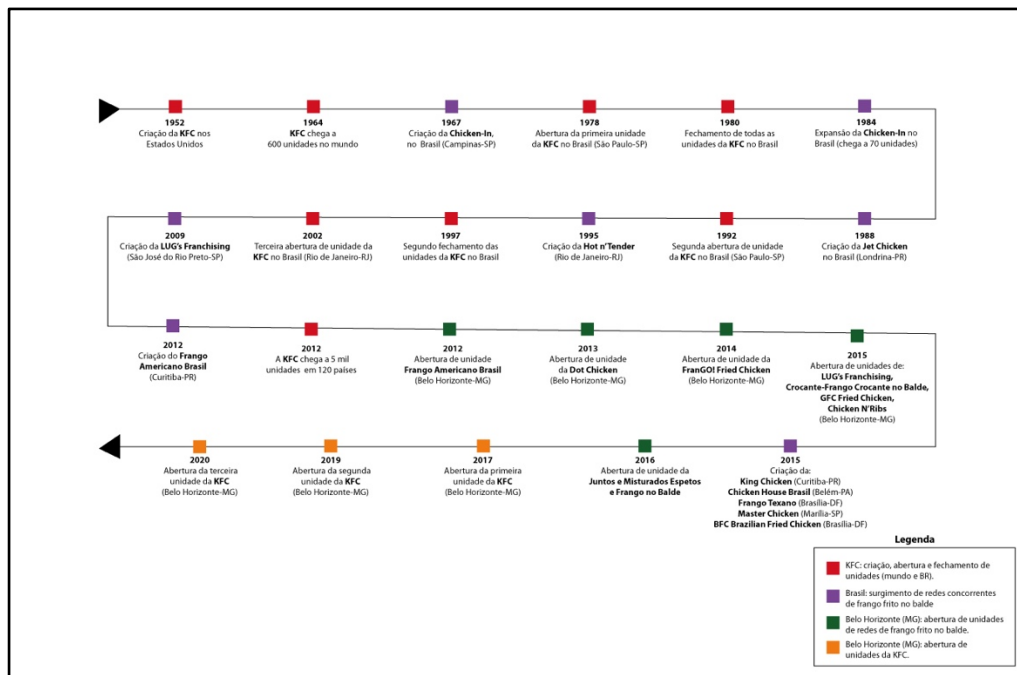 1952
Criação da KFC nos
Estados Unidos
1964
KFC chega a
600 unidades no mundo
1967
Criação da Chicken-In,
no Brasil (Campinas-SP)
1978
Abertura da primeira unidade
da KFC no Brasil (São Paulo-SP)
1980
Fechamento de todas as
unidades da KFC no Brasil
1984
Expansão da Chicken-In no
Brasil (chega a 70 unidades)
2009
Criação da LUG's Franchising
(São José do Rio Preto-SP)
2002
Terceira abertura de unidade da
KFC no Brasil (Rio de Janeiro-RJ)
1997
Segundo fechamento das
unidades da KFC no Brasil
1995
Criação da Hot n'Tender
(Rio de Janeiro-RJ)
1992
Segunda abertura de unidade
da KFC no Brasil (São Paulo-SP)
1988
Criação da Jet Chicken
no Brasil (Londrina-PR)
2012
Criação do Frango
Americano Brasil
(Curitiba-PR)
2012
A KFC chega a 5 mil
unidades em 120 países
2012
Abertura de unidade
Frango Americano Brasil
(Belo Horizonte-MG)
2013
Abertura de unidade
da Dot Chicken
(Belo Horizonte-MG)
2014
Abertura de unidade da
FranGO! Fried Chicken
(Belo Horizonte-MG)
2015
Abertura de unidades de:
LUG's Franchising,
Crocante-Frango Crocante no Balde,
GFC Fried Chicken,
Chicken N'Ribs
(Belo Horizonte-MG)
2020
Abertura da terceira
unidade da KFC
(Belo Horizonte-MG)
2019
Abertura da segunda
unidade da KFC
(Belo Horizonte-MG)
2017
Abertura da primeira
unidade da KFC
(Belo Horizonte-MG)
2016
Abertura de unidade da
Juntos e Misturados Espetos
e Frango no Balde
2015
Criação da:
King Chicken (Curitiba-PR)
Chicken House Brasil (Belém-PA)
Frango Texano (Brasília-DF)
Master Chicken (Marília-SP)
BFC Brazilian Fried Chicken (Brasília-DF)
Legenda
KFC: criação, abertura e fechamento de
unidades (mundo e BR).
Brasil: surgimento de redes concorrentes
de frango frito no balde
Belo Horizonte (MG): abertura de unidades
de redes de frango frito no balde.
Belo Horizonte (MG): abertura de
unidades da KFC.